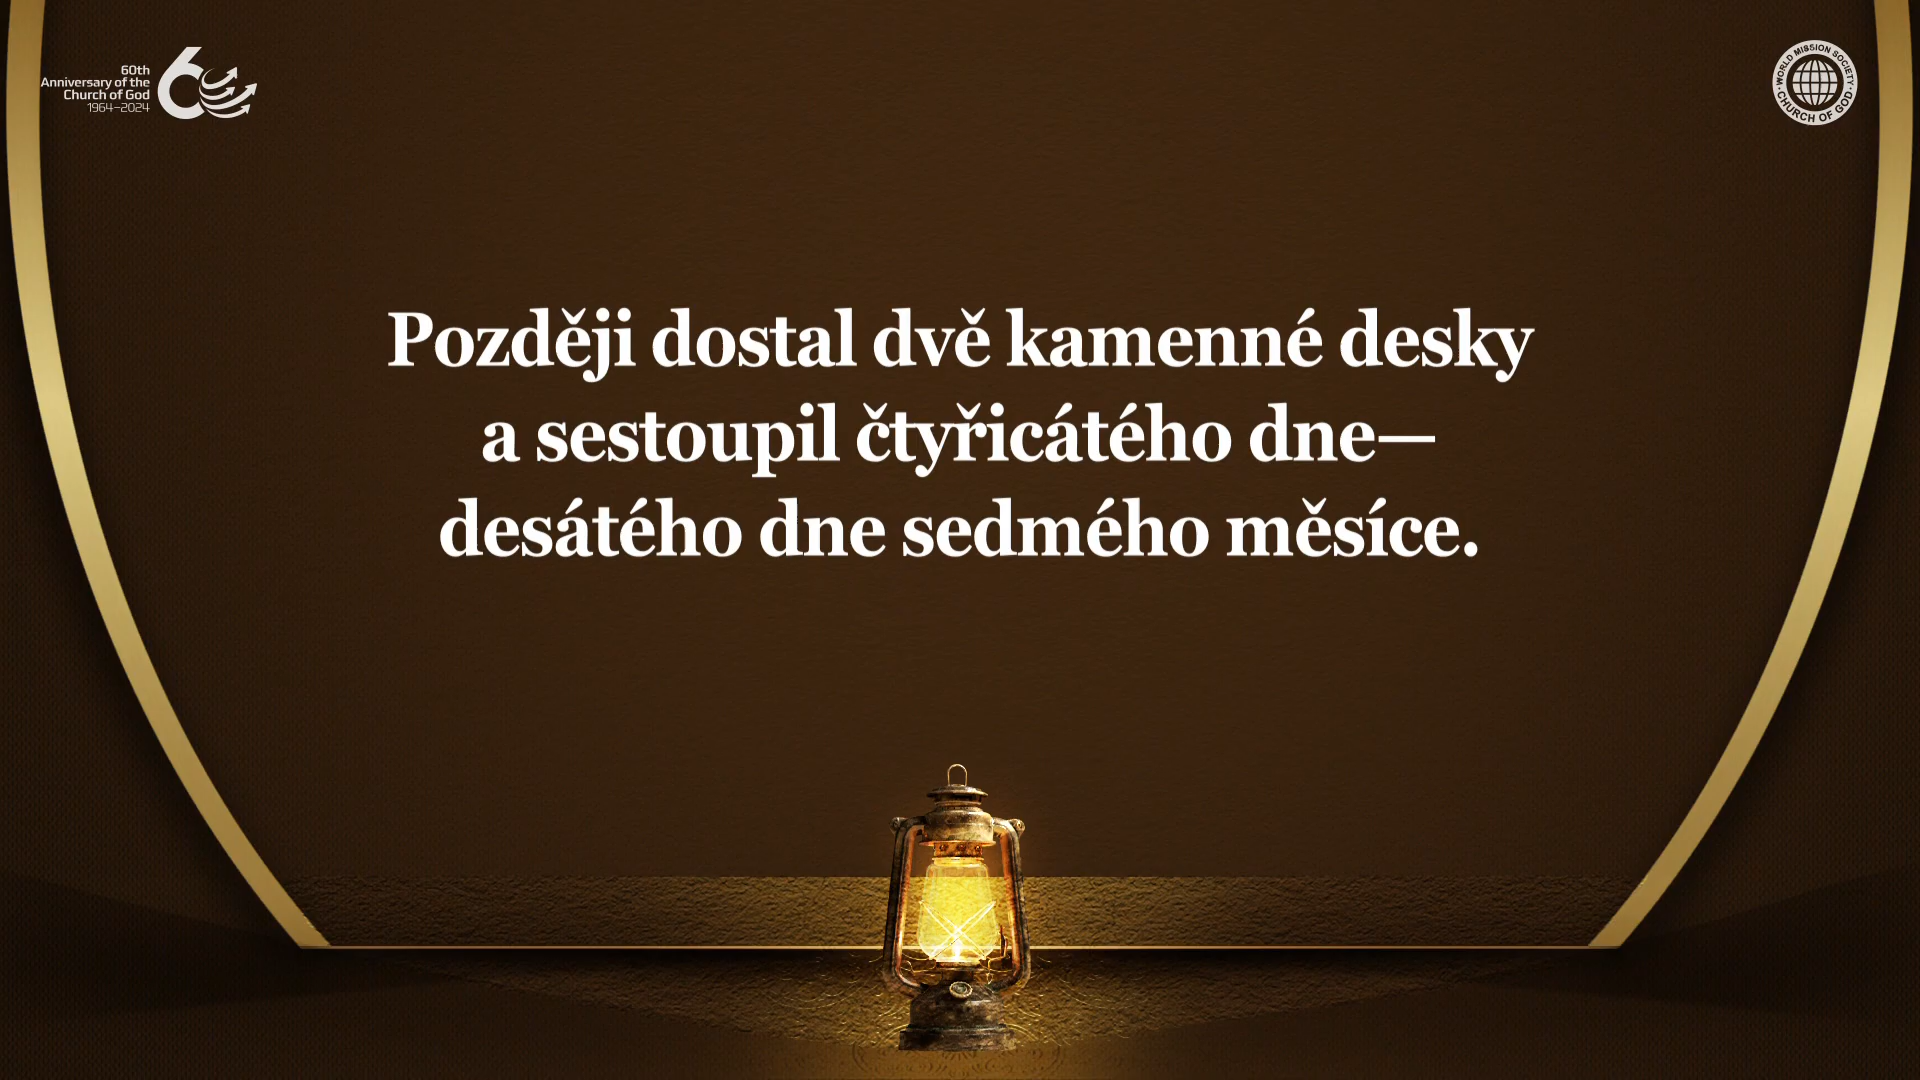 60th
Anniversary of the
Church of God
1964–2024
WORLD MISSION SOCIETY
CHURCH OF GOD
Později dostal dvě kamenné desky
a sestoupil čtyřicátého dne—
desátého dne sedmého měsíce.